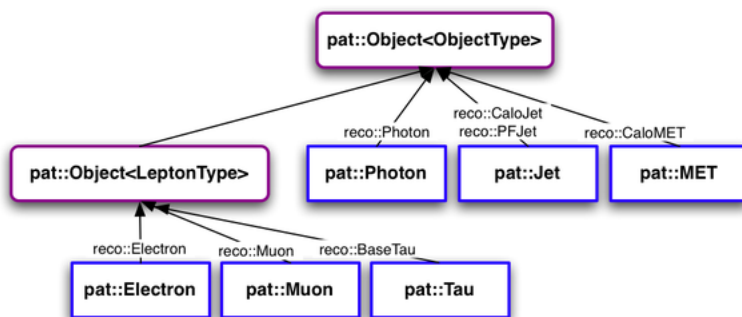 pat::Object<ObjectType>
reco::CaloJet
reco::Photon
reco::PFJet
reco::CaloMET
pat::Object<LeptonType>
pat::Photon
pat::Jet
pat::MET
reco::Electron
reco::Muon
reco::BaseTau
pat::Electron
pat::Muon
pat::Tau